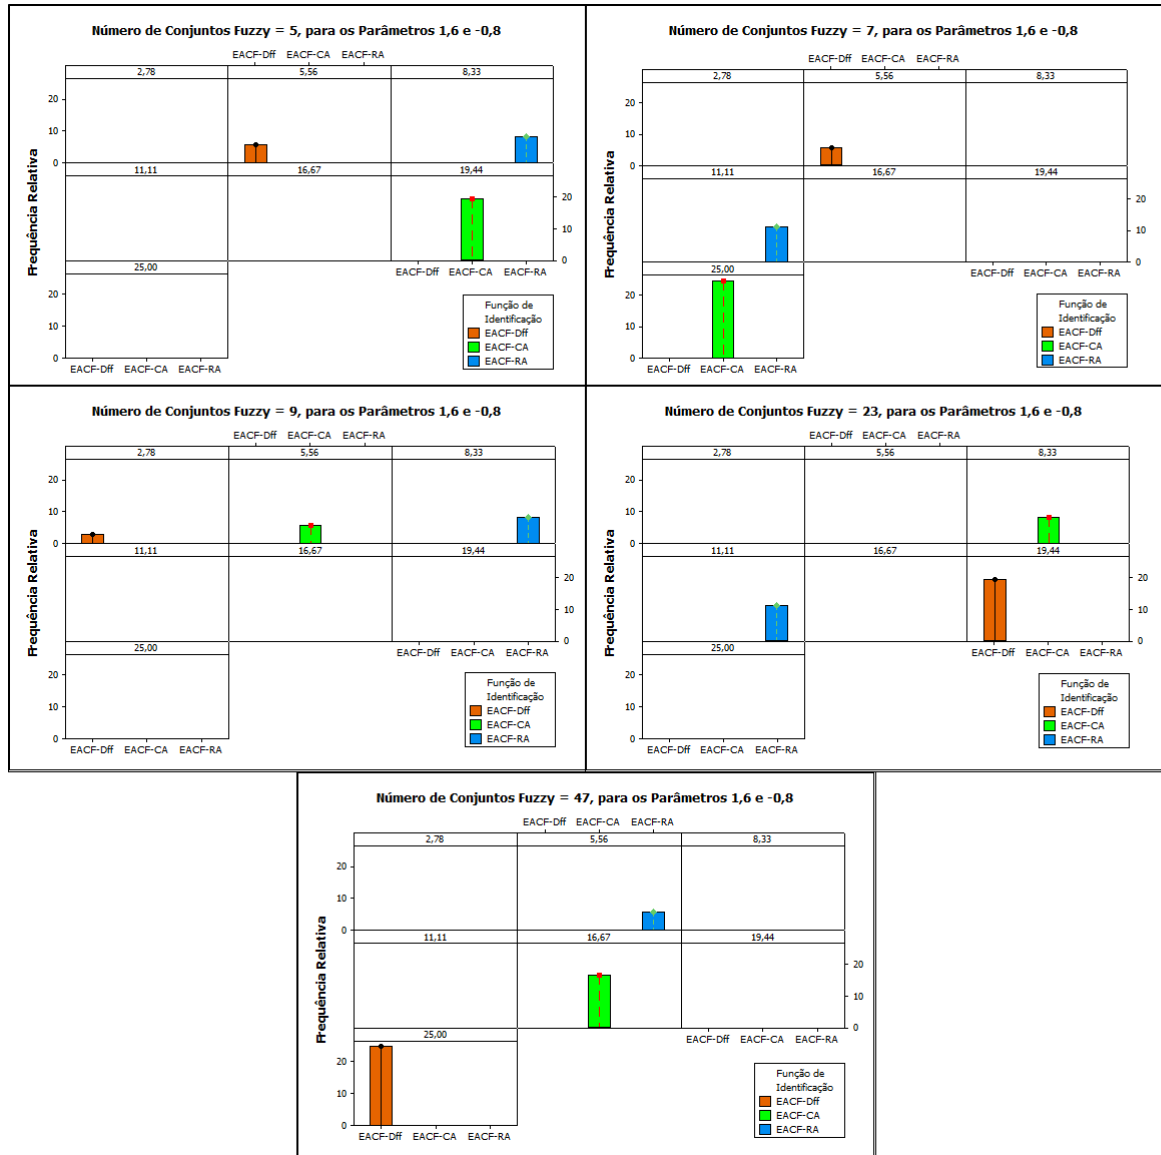 Número de Conjuntos Fuzzy = 5, para os Parâmetros 1,6 e -0,8
EACF-Dff EACF-CA EACF-RA
2,78 5,56 8,33
20
10
0
11,11 16,67 19,44
20
10
0
25,00
EACF-Dff EACF-CA EACF-RA
20
10
0
EACF-Dff EACF-CA EACF-RA
Frequência Relativa
Função de
Identificação
EACF-Dff
EACF-CA
EACF-RA
Número de Conjuntos Fuzzy = 7, para os Parâmetros 1,6 e -0,8
EACF-Dff EACF-CA EACF-RA
2,78 5,56 8,33
20
10
0
11,11 16,67 19,44
20
10
0
25,00
EACF-Dff EACF-CA EACF-RA
20
10
0
EACF-Dff EACF-CA EACF-RA
Frequência Relativa
Função de
Identificação
EACF-Dff
EACF-CA
EACF-RA
Número de Conjuntos Fuzzy = 9, para os Parâmetros 1,6 e -0,8
EACF-Dff EACF-CA EACF-RA
2,78 5,56 8,33
20
10
0
11,11 16,67 19,44
20
10
0
25,00
EACF-Dff EACF-CA EACF-RA
20
10
0
EACF-Dff EACF-CA EACF-RA
Frequência Relativa
Função de
Identificação
EACF-Dff
EACF-CA
EACF-RA
Número de Conjuntos Fuzzy = 23, para os Parâmetros 1,6 e -0,8
EACF-Dff EACF-CA EACF-RA
2,78 5,56 8,33
20
10
0
11,11 16,67 19,44
20
10
0
25,00
EACF-Dff EACF-CA EACF-RA
20
10
0
EACF-Dff EACF-CA EACF-RA
Frequência Relativa
Função de
Identificação
EACF-Dff
EACF-CA
EACF-RA
Número de Conjuntos Fuzzy = 47, para os Parâmetros 1,6 e -0,8
EACF-Dff EACF-CA EACF-RA
2,78 5,56 8,33
20
10
0
11,11 16,67 19,44
20
10
0
25,00
EACF-Dff EACF-CA EACF-RA
20
10
0
EACF-Dff EACF-CA EACF-RA
Frequência Relativa
Função de
Identificação
EACF-Dff
EACF-CA
EACF-RA